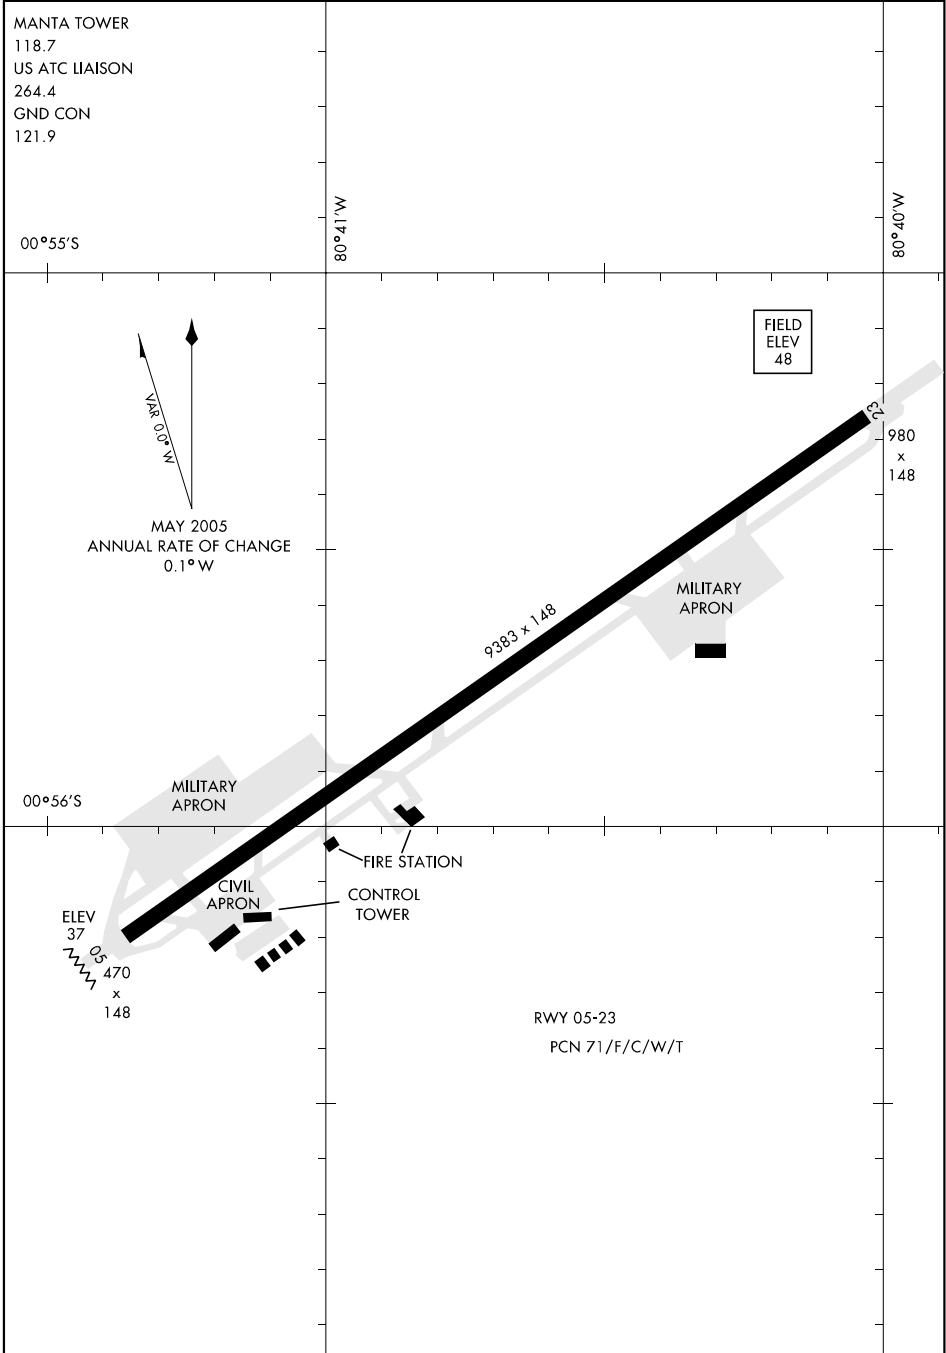 MANTA TOWER
118.7
US ATC LIAISON
264.4
GND CON
121.9
80°41'W
80°40'W
00°55'S
FIELD
ELEV
48
VAR 0.0° W
23
980
x
148
MAY 2005
ANNUAL RATE OF CHANGE
0.1° W
MILITARY
APRON
9383 x 148
MILITARY
APRON
00°56'S
FIRE STATION
CIVIL
APRON
CONTROL
TOWER
ELEV
37
05
470
x
148
RWY 05-23
PCN 71/F/C/W/T